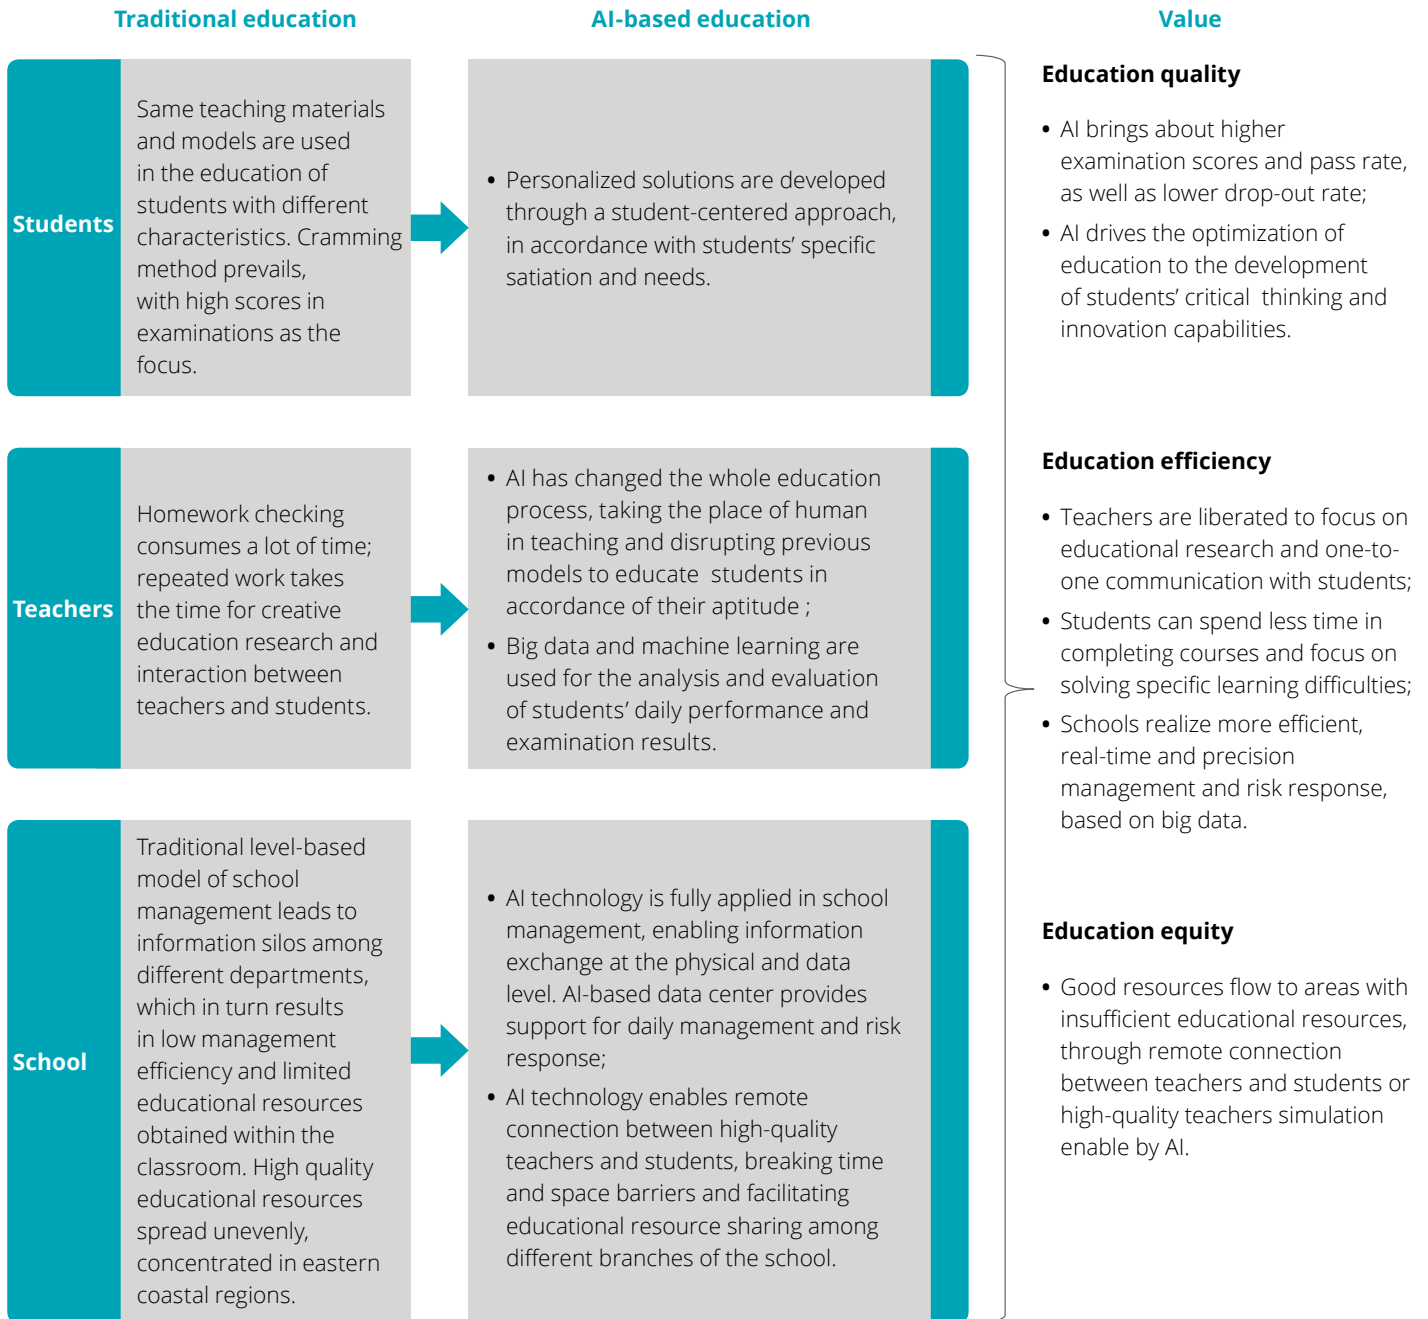 Traditional education
AI-based education
Value
Students
Same teaching materials
and models are used
in the education of
students with different
characteristics. Cramming
method prevails,
with high scores in
examinations as the
focus.
• Personalized solutions are developed
through a student-centered approach,
in accordance with students’ specific
satiation and needs.
Teachers
Homework checking
consumes a lot of time;
repeated work takes
the time for creative
education research and
interaction between
teachers and students.
• AI has changed the whole education
process, taking the place of human
in teaching and disrupting previous
models to educate students in
accordance of their aptitude ;
• Big data and machine learning are
used for the analysis and evaluation
of students’ daily performance and
examination results.
School
Traditional level-based
model of school
management leads to
information silos among
different departments,
which in turn results
in low management
efficiency and limited
educational resources
obtained within the
classroom. High quality
educational resources
spread unevenly,
concentrated in eastern
coastal regions.
• AI technology is fully applied in school
management, enabling information
exchange at the physical and data
level. AI-based data center provides
support for daily management and risk
response;
• AI technology enables remote
connection between high-quality
teachers and students, breaking time
and space barriers and facilitating
educational resource sharing among
different branches of the school.
Education quality
• AI brings about higher
examination scores and pass rate,
as well as lower drop-out rate;
• AI drives the optimization of
education to the development
of students’ critical thinking and
innovation capabilities.
Education efficiency
• Teachers are liberated to focus on
educational research and one-to-
one communication with students;
• Students can spend less time in
completing courses and focus on
solving specific learning difficulties;
• Schools realize more efficient,
real-time and precision
management and risk response,
based on big data.
Education equity
• Good resources flow to areas with
insufficient educational resources,
through remote connection
between teachers and students or
high-quality teachers simulation
enable by AI.